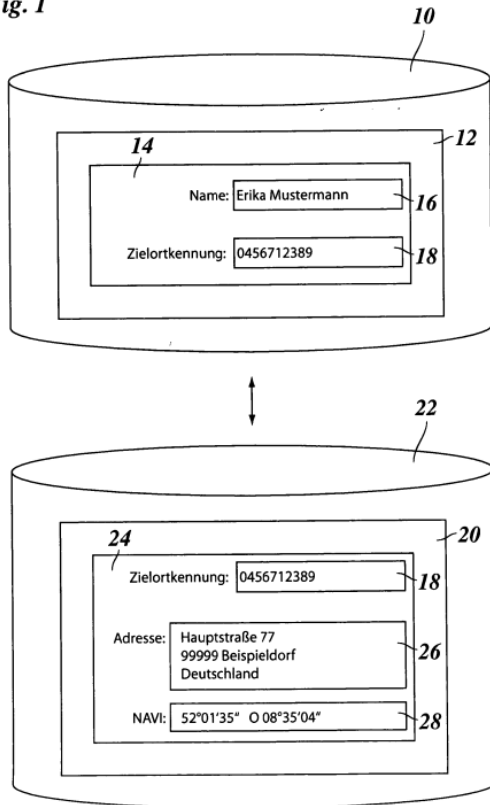 ig. 1
10
12
14
Name: Erika Mustermann
16
Zielortkennung: 0456712389
18
22
20
24
Zielortkennung: 0456712389
18
Adresse: Hauptstraße 77
99999 Beispieldorf
Deutschland
26
NAVI: 52°01'35" O 08°35'04"
28